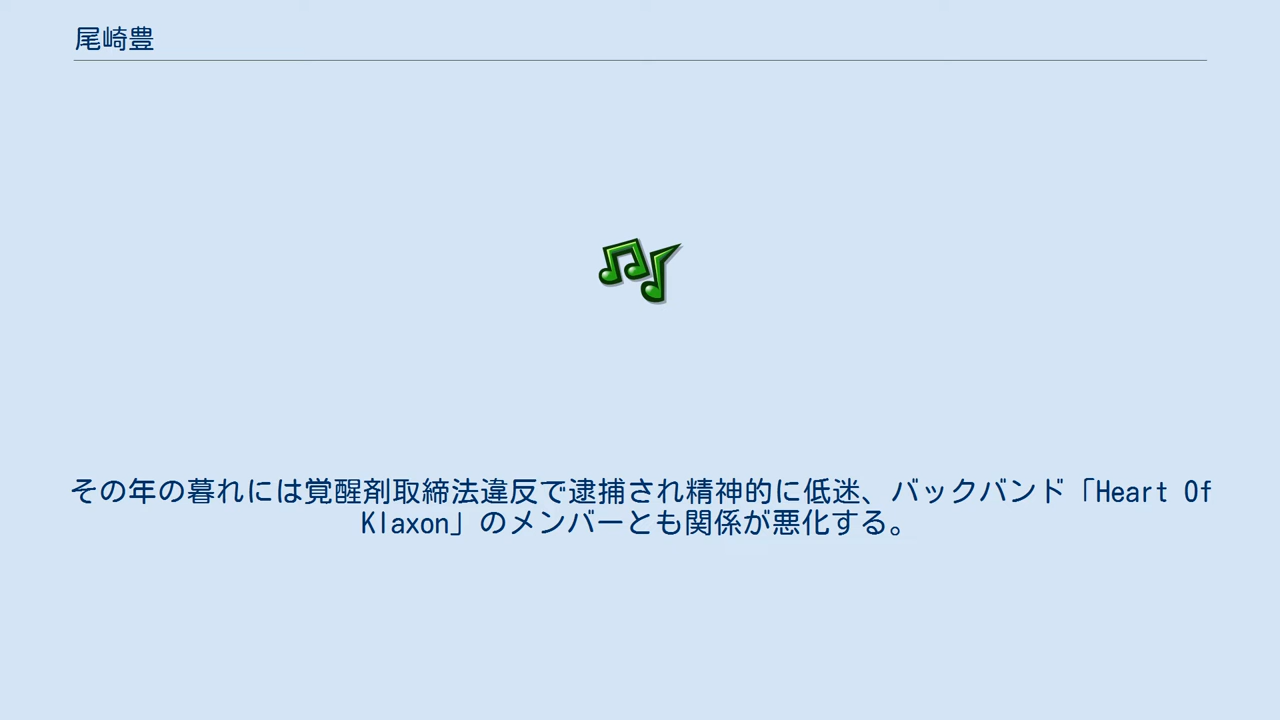 尾崎豊
その年の暮れには覚醒剤取締法違反で逮捕され精神的に低迷、バックバンド「Heart Of
Klaxon」のメンバーとも関係が悪化する。